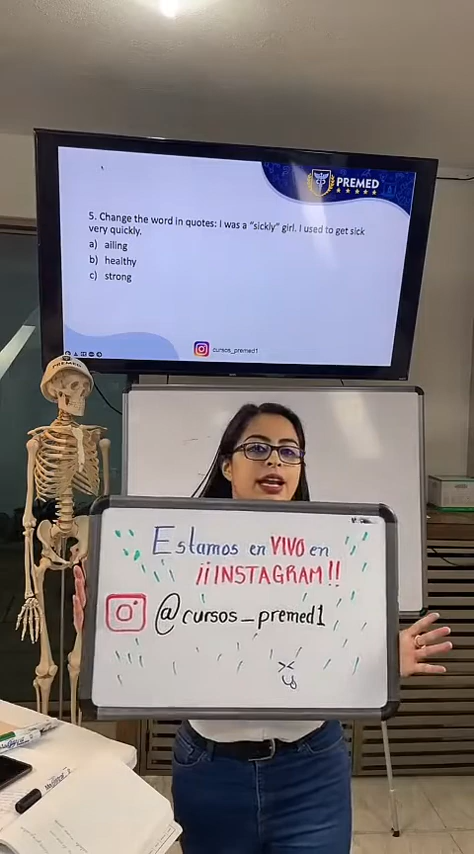 PREMED
5. Change the word in quotes: I was a "sickly" girl. I used to get sick
very quickly.
a) ailing
b) healthy
c) strong
cursos_premed1
PREMED
Estamos en VIVO en
¡¡INSTAGRAM!!
@cursos_premed1